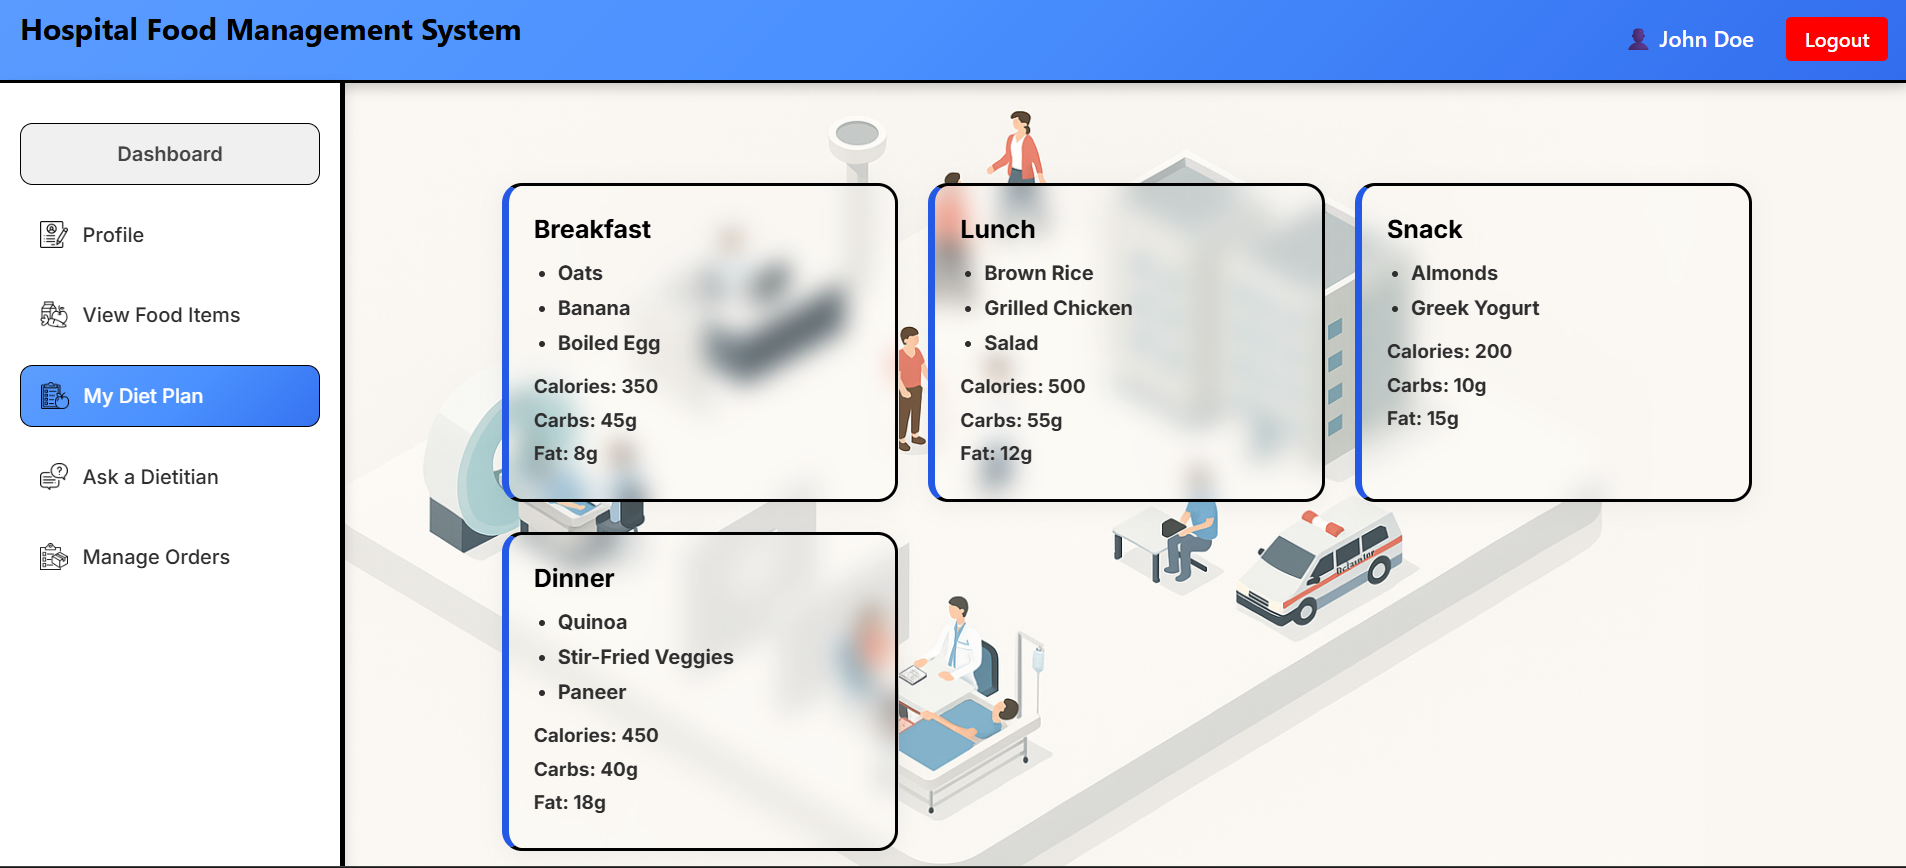 Hospital Food Management System
John Doe
Logout
Dashboard
Profile
View Food Items
My Diet Plan
Ask a Dietitian
Manage Orders
Breakfast
• Oats
• Banana
• Boiled Egg
Calories: 350
Carbs: 45g
Fat: 8g
Lunch
• Brown Rice
• Grilled Chicken
• Salad
Calories: 500
Carbs: 55g
Fat: 12g
Snack
• Almonds
• Greek Yogurt
Calories: 200
Carbs: 10g
Fat: 15g
Dinner
• Quinoa
• Stir-Fried Veggies
• Paneer
Calories: 450
Carbs: 40g
Fat: 18g